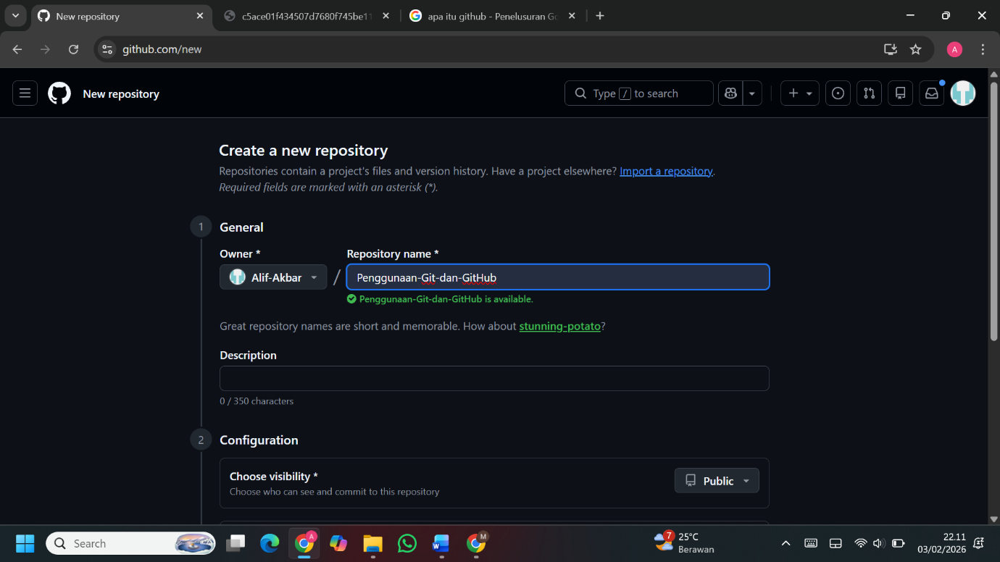 New repository
c5ace01f434507d7680f745be11
apa itu github - Penelusuran Go
github.com/new
A
New repository
Type / to search
Create a new repository
Repositories contain a project's files and version history. Have a project elsewhere? Import a repository.
Required fields are marked with an asterisk (*).
1 General
Owner * Repository name *
Alif-Akbar / Penggunaan-Git-dan-GitHub
Penggunaan-Git-dan-GitHub is available.
Great repository names are short and memorable. How about stunning-potato?
Description
0 / 350 characters
2 Configuration
Choose visibility *
Choose who can see and commit to this repository
Public
Search
A
W
M
7
25°C
Berawan
22.11
03/02/2026